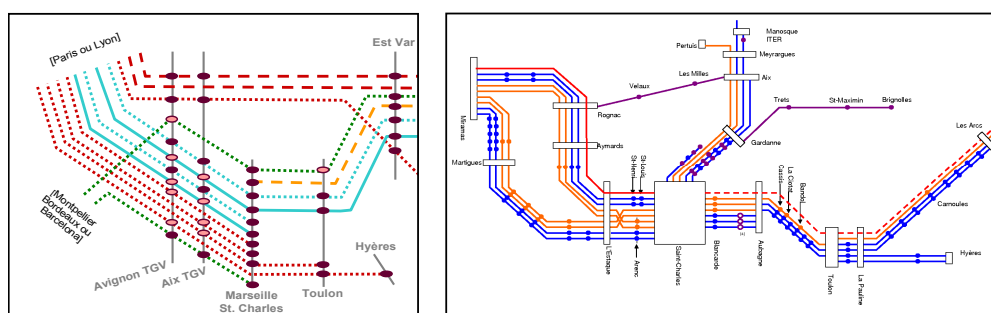 [Paris ou Lyon]
Est Var
[Montpellier
Bordeaux ou
Barcelona]
Avignon TGV
Aix TGV
Marseille
St. Charles
Toulon
Hyères
Manosque
ITER
Pertuis
Meyrargues
Les Milles
Aix
Velaux
Trets
St-Maximin
Brignolles
Rognac
Miramas
Gardanne
Les Arcs
Aymards
Martigues
St-Henri
St-Louis
La Ciotat
Cassis
Bandol
Carnoules
L'Estaque
Arenc
Saint-Charles
Blancarde
Aubagne
Toulon
La Pauline
Hyères